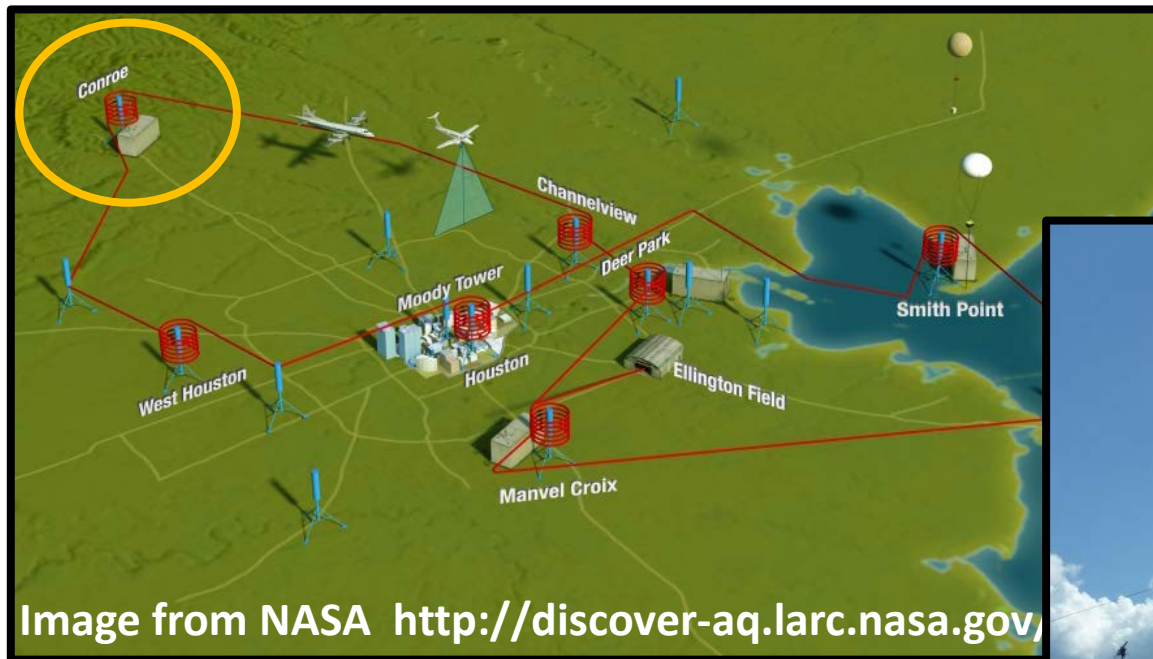 Conroe
Channelview
Deer Park
Moody Tower
Smith Point
Houston
Ellington Field
West Houston
Manvel Croix
Image from NASA http://discover-aq.larc.nasa.gov/